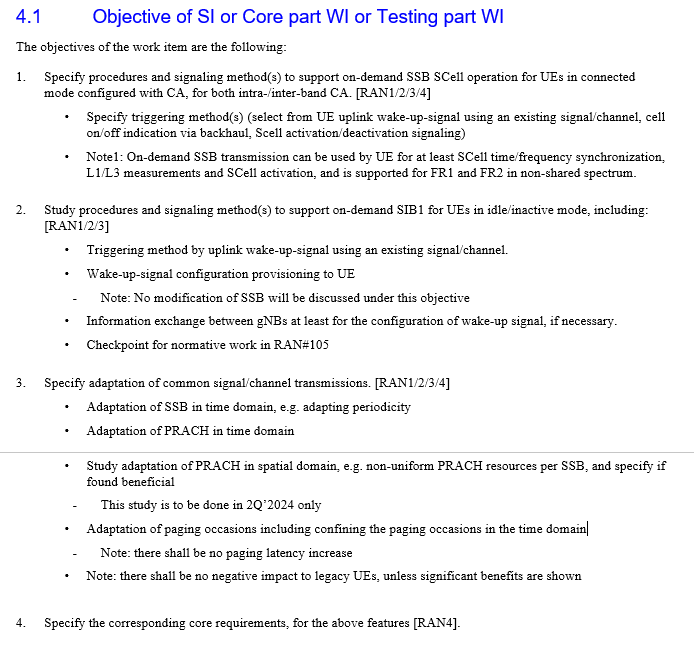 4.1 Objective of SI or Core part WI or Testing part WI
The objectives of the work item are the following:
1. Specify procedures and signaling method(s) to support on-demand SSB SCell operation for UEs in connected
mode configured with CA, for both intra-/inter-band CA. [RAN1/2/3/4]
• Specify triggering method(s) (select from UE uplink wake-up-signal using an existing signal/channel, cell
on/off indication via backhaul, Scell activation/deactivation signaling)
• Note1: On-demand SSB transmission can be used by UE for at least SCell time/frequency synchronization,
L1/L3 measurements and SCell activation, and is supported for FR1 and FR2 in non-shared spectrum.
2. Study procedures and signaling method(s) to support on-demand SIB1 for UEs in idle/inactive mode, including:
[RAN1/2/3]
• Triggering method by uplink wake-up-signal using an existing signal/channel.
• Wake-up-signal configuration provisioning to UE
- Note: No modification of SSB will be discussed under this objective
• Information exchange between gNBs at least for the configuration of wake-up signal, if necessary.
• Checkpoint for normative work in RAN#105
3. Specify adaptation of common signal/channel transmissions. [RAN1/2/3/4]
• Adaptation of SSB in time domain, e.g. adapting periodicity
• Adaptation of PRACH in time domain
• Study adaptation of PRACH in spatial domain, e.g. non-uniform PRACH resources per SSB, and specify if
found beneficial
- This study is to be done in 2Q’2024 only
• Adaptation of paging occasions including confining the paging occasions in the time domain
- Note: there shall be no paging latency increase
• Note: there shall be no negative impact to legacy UEs, unless significant benefits are shown
4. Specify the corresponding core requirements, for the above features [RAN4].